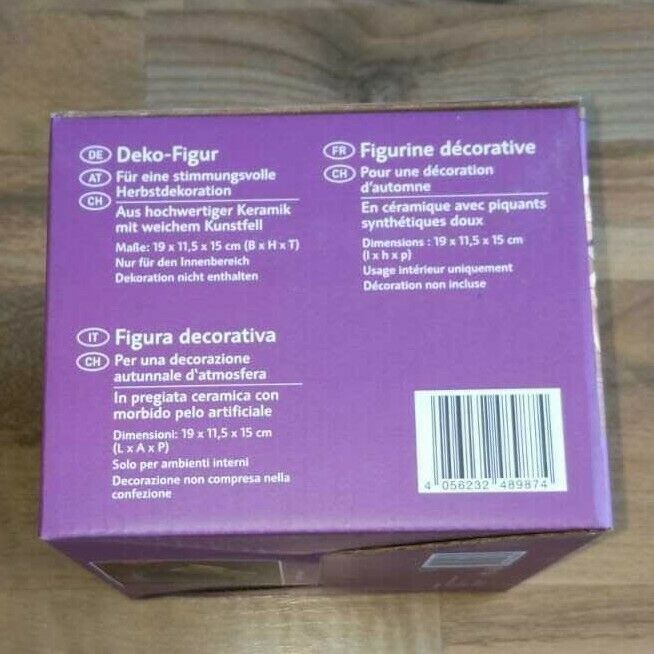 DE Deko-Figur
AT Für eine stimmungsvolle
CH Herbstdekoration
Aus hochwertiger Keramik
mit weichem Kunstfell
Maße: 19 x 11,5 x 15 cm (B x H x T)
Nur für den Innenbereich
Dekoration nicht enthalten
FR Figurine décorative
CH Pour une décoration
d'automne
En céramique avec piquants
synthétiques doux
Dimensions : 19 x 11,5 x 15 cm
(l x h x p)
Usage intérieur uniquement
Décoration non incluse
IT Figura decorativa
CH Per una decorazione
autunnale d'atmosfera
In pregiata ceramica con
morbido pelo artificiale
Dimensioni: 19 x 11,5 x 15 cm
(L x A x P)
Solo per ambienti interni
Decorazione non compresa nella
confezione
4 056232 489874